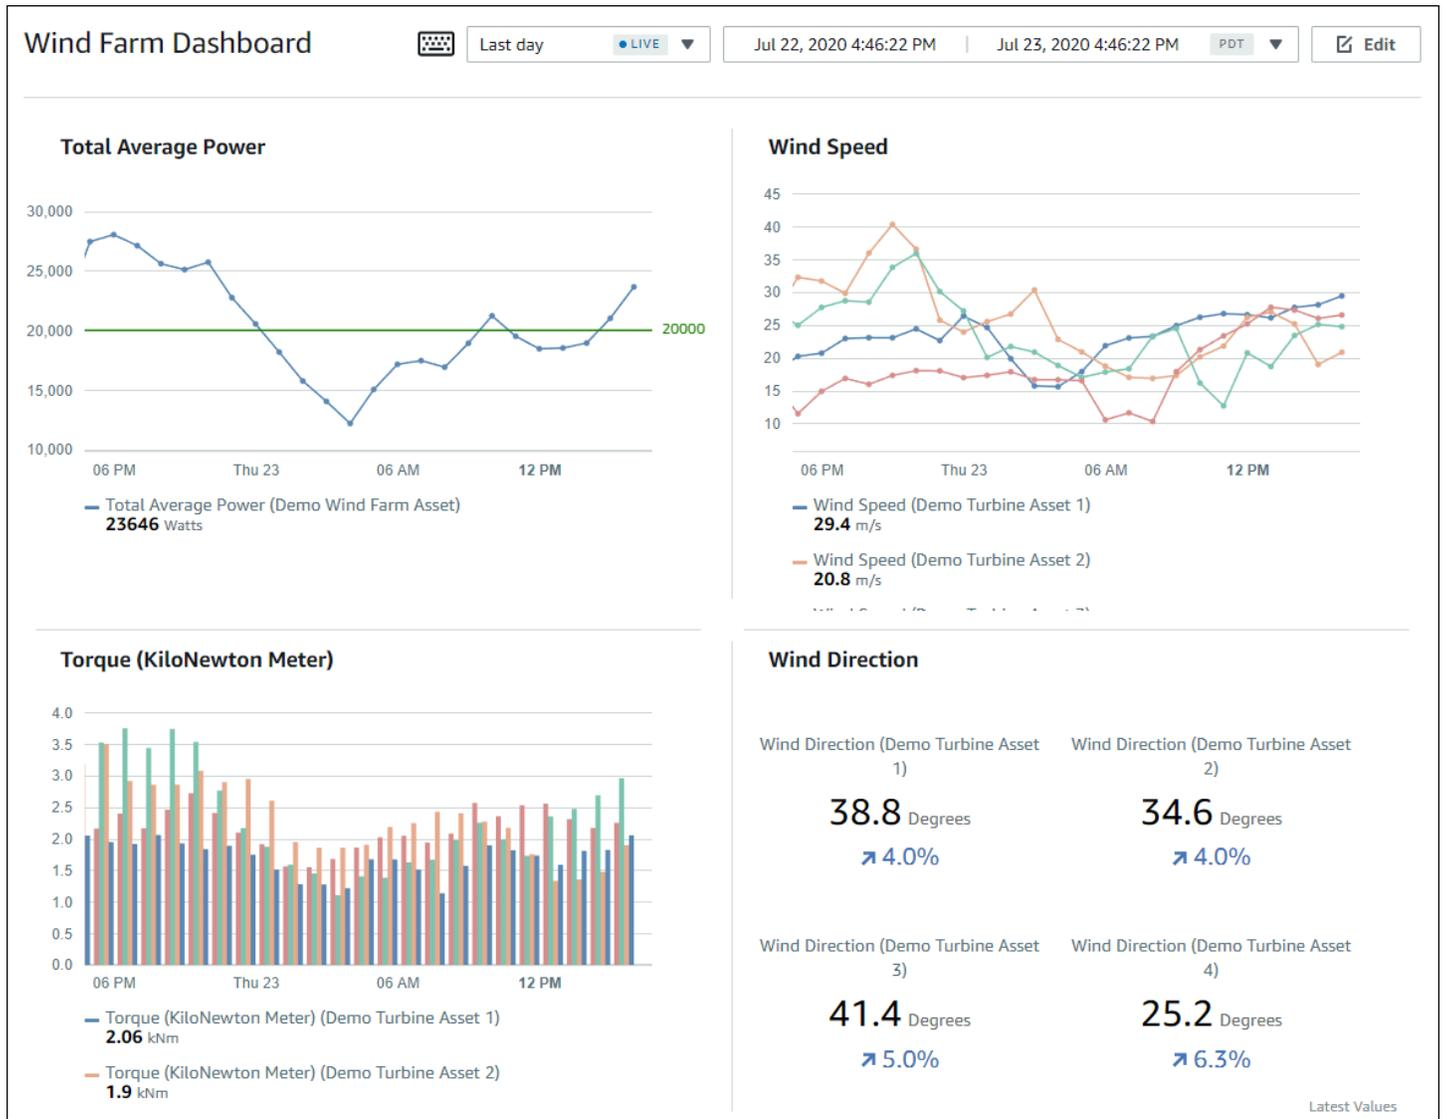 Wind Farm Dashboard
Last day
LIVE
Jul 22, 2020 4:46:22 PM
Jul 23, 2020 4:46:22 PM
PDT
Edit
Total Average Power
30,000
25,000
20,000
15,000
10,000
20000
06 PM
Thu 23
06 AM
12 PM
Total Average Power (Demo Wind Farm Asset)
23646 Watts
Wind Speed
45
40
35
30
25
20
15
10
06 PM
Thu 23
06 AM
12 PM
Wind Speed (Demo Turbine Asset 1)
29.4 m/s
Wind Speed (Demo Turbine Asset 2)
20.8 m/s
Torque (KiloNewton Meter)
4.0
3.5
3.0
2.5
2.0
1.5
1.0
0.5
0.0
06 PM
Thu 23
06 AM
12 PM
Torque (KiloNewton Meter) (Demo Turbine Asset 1)
2.06 kNm
Torque (KiloNewton Meter) (Demo Turbine Asset 2)
1.9 kNm
Wind Direction
Wind Direction (Demo Turbine Asset
1)
38.8 Degrees
4.0%
Wind Direction (Demo Turbine Asset
2)
34.6 Degrees
4.0%
Wind Direction (Demo Turbine Asset
3)
41.4 Degrees
5.0%
Wind Direction (Demo Turbine Asset
4)
25.2 Degrees
6.3%
Latest Values